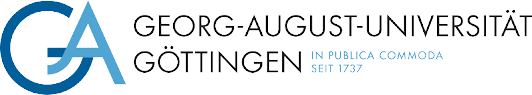 GEORG-AUGUST-UNIVERSITÄT
GÖTTINGEN
IN PUBLICA COMMODA
SEIT 1737